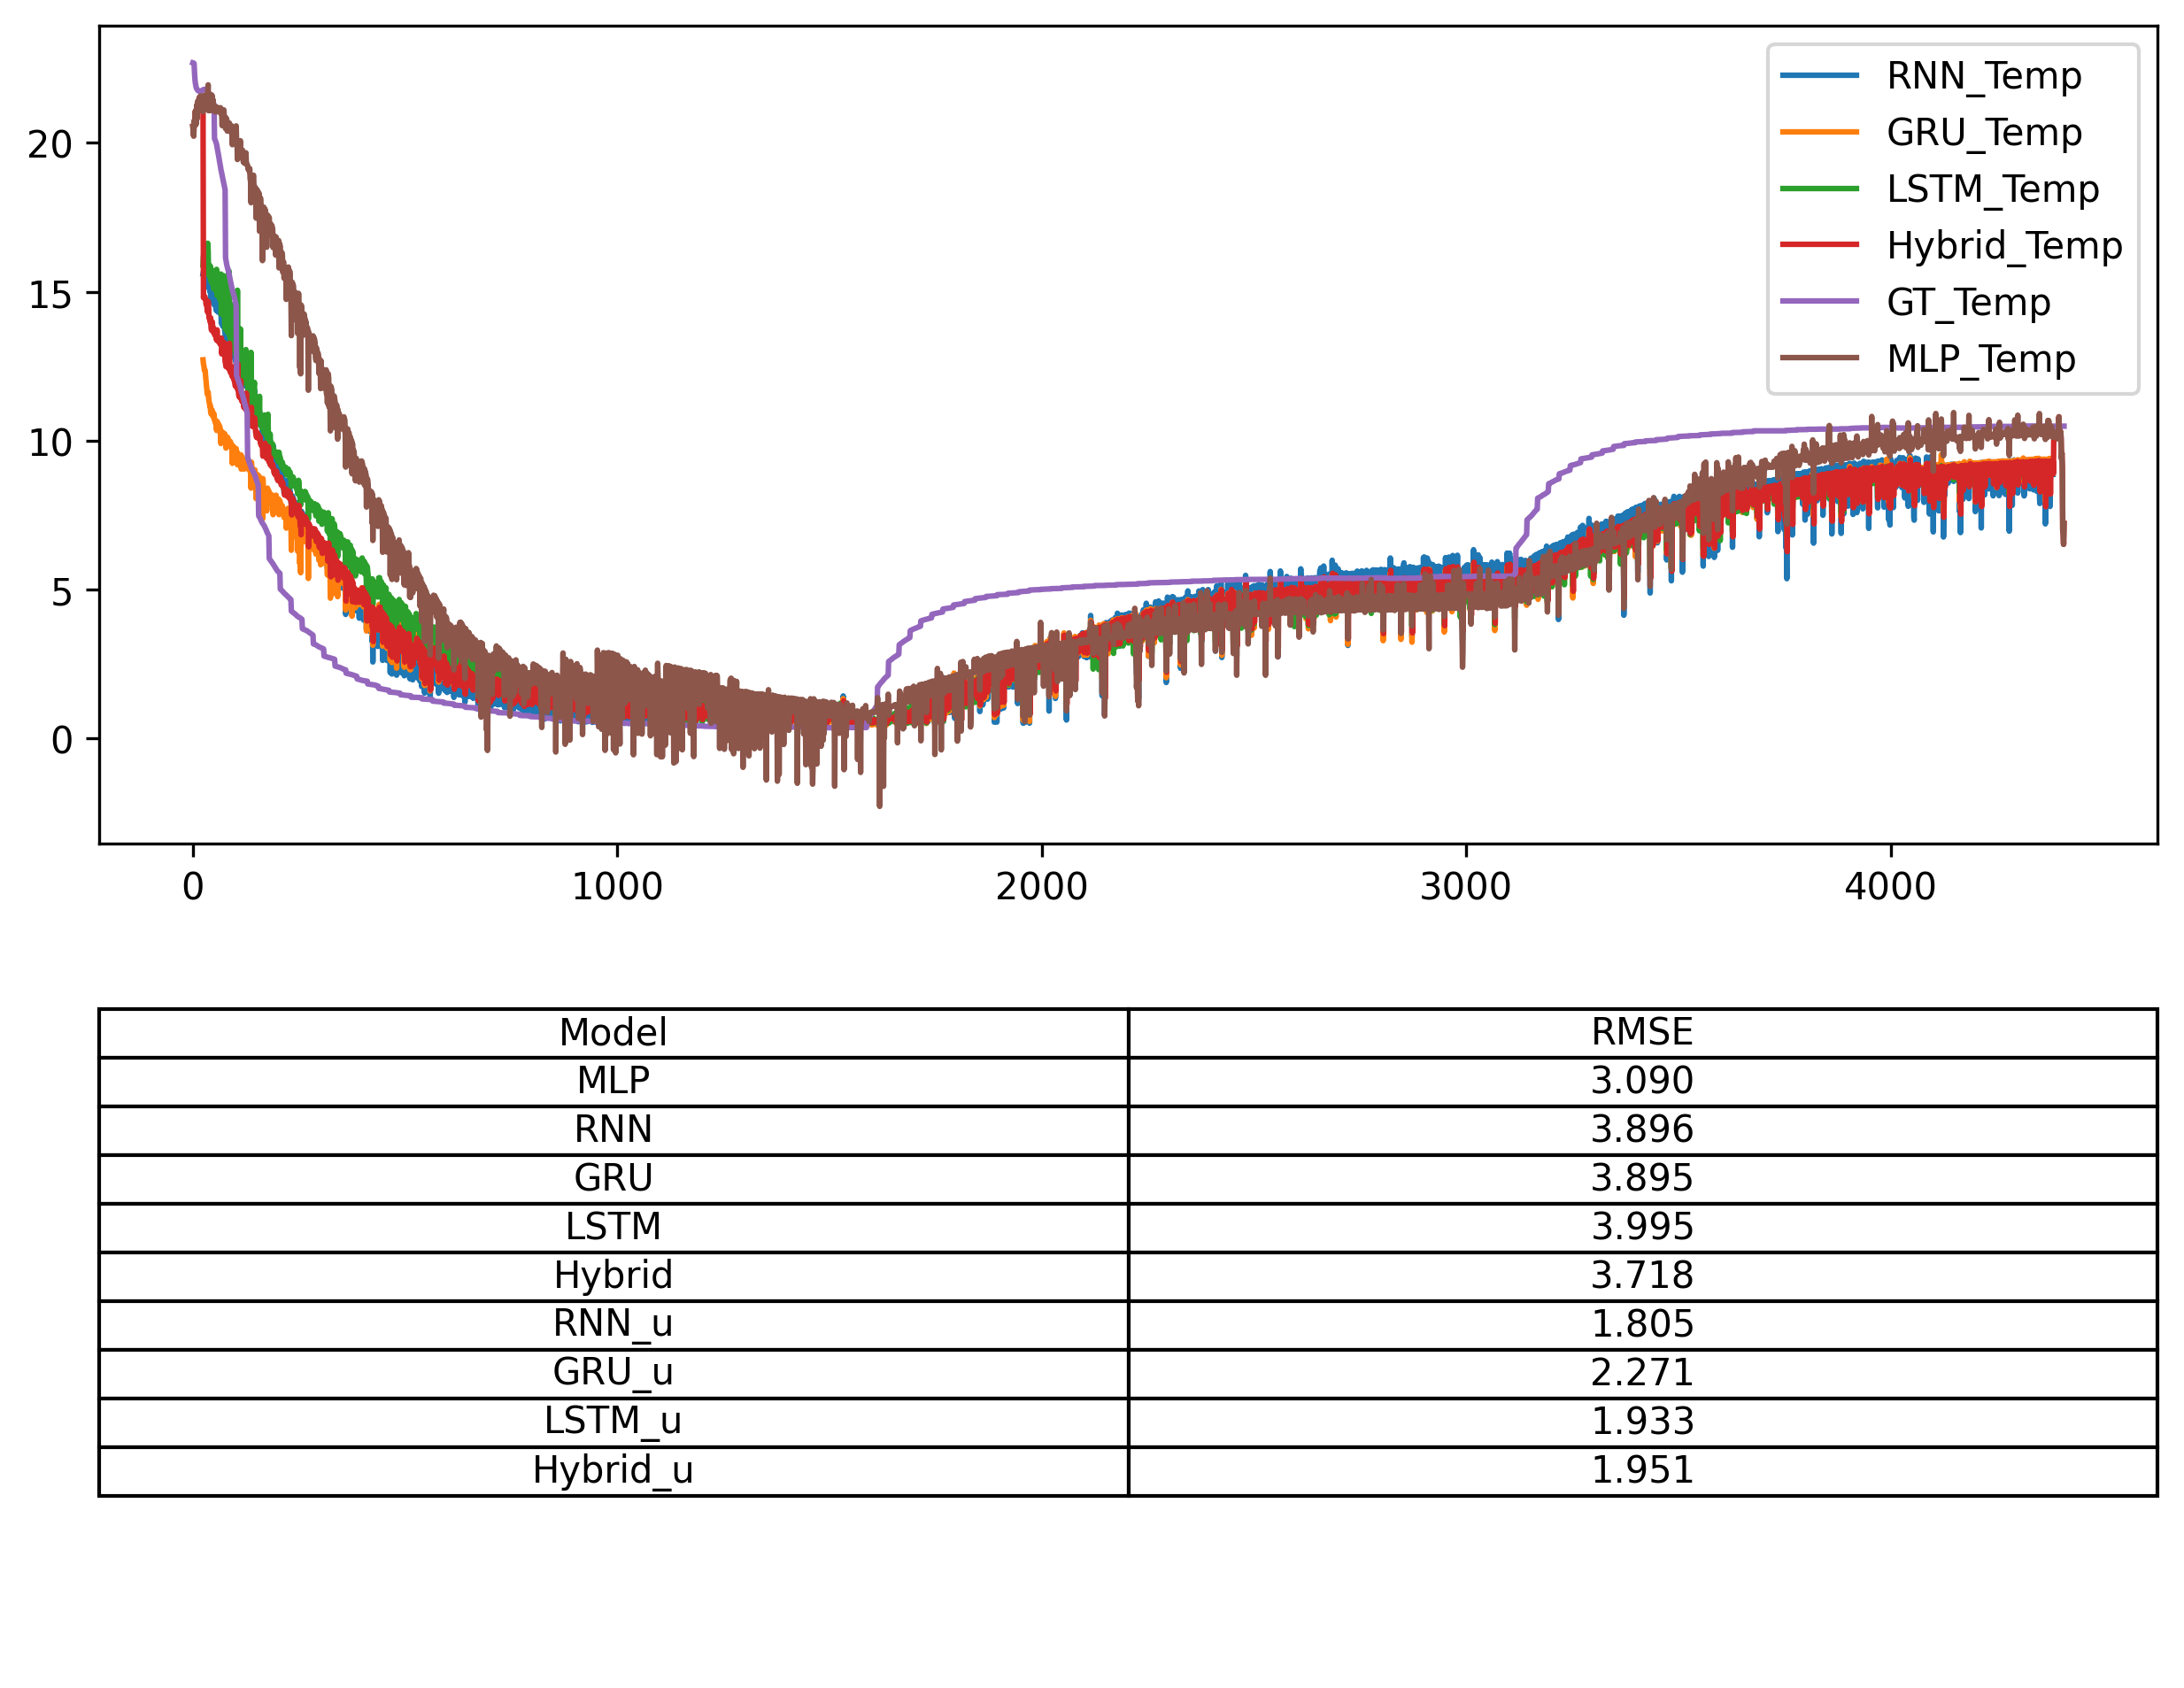 20
15
10
5
0
0 1000 2000 3000 4000
RNN_Temp
GRU_Temp
LSTM_Temp
Hybrid_Temp
GT_Temp
MLP_Temp
Model RMSE
MLP 3.090
RNN 3.896
GRU 3.895
LSTM 3.995
Hybrid 3.718
RNN_u 1.805
GRU_u 2.271
LSTM_u 1.933
Hybrid_u 1.951